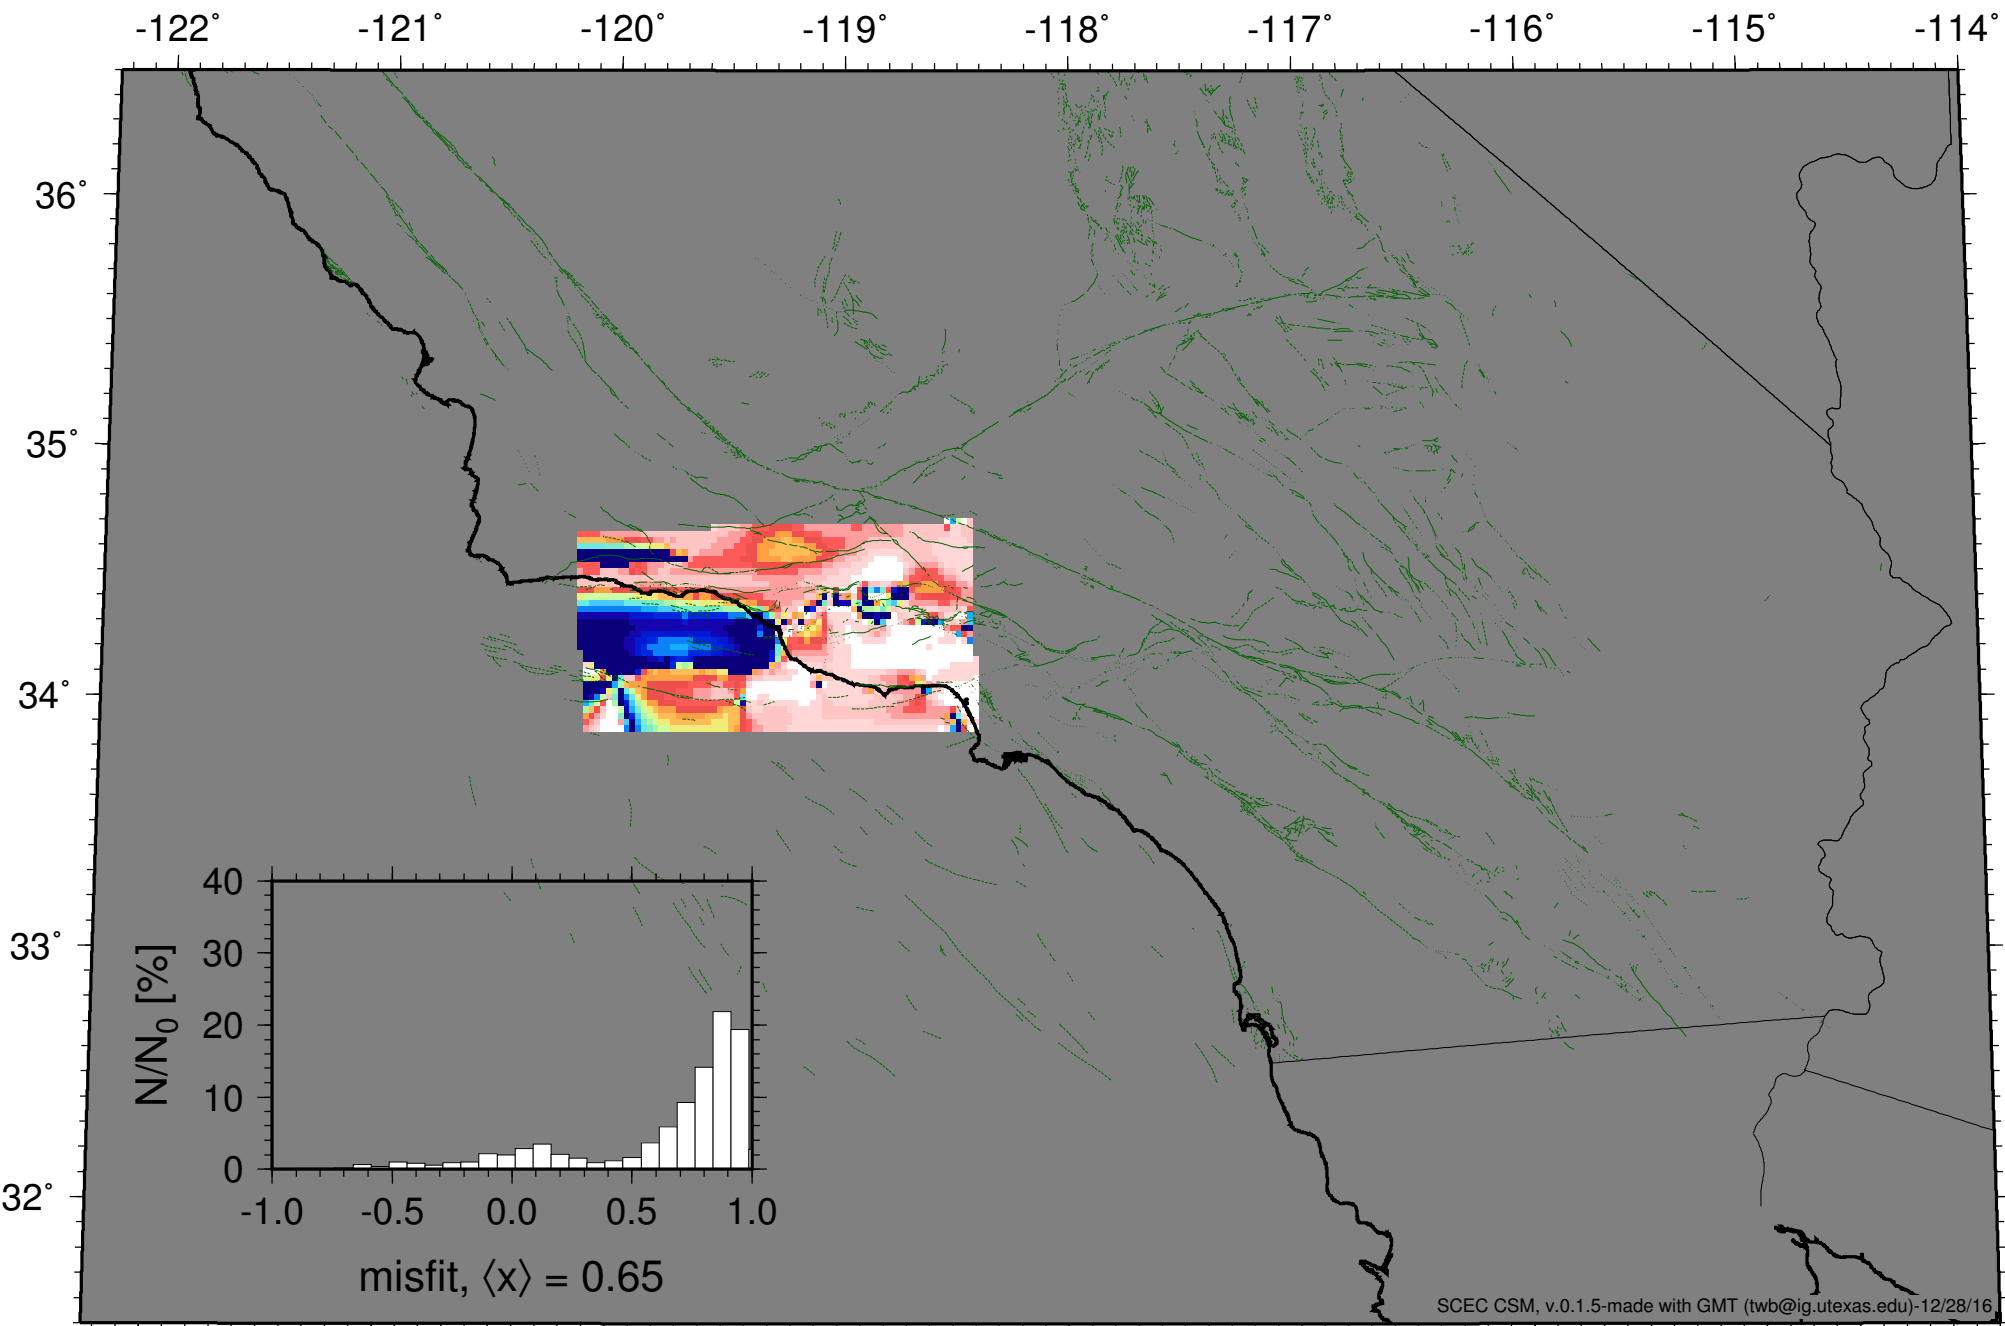 -122° -121° -120° -119° -118° -117° -116° -115° -114°
36°
35°
34°
33°
32°
40
30
20
10
0
N/N0 [%]
-1.0 -0.5 0.0 0.5 1.0
misfit, ⟨x⟩ = 0.65
SCEC CSM, v.0.1.5-made with GMT (twb@ig.utexas.edu)-12/28/16